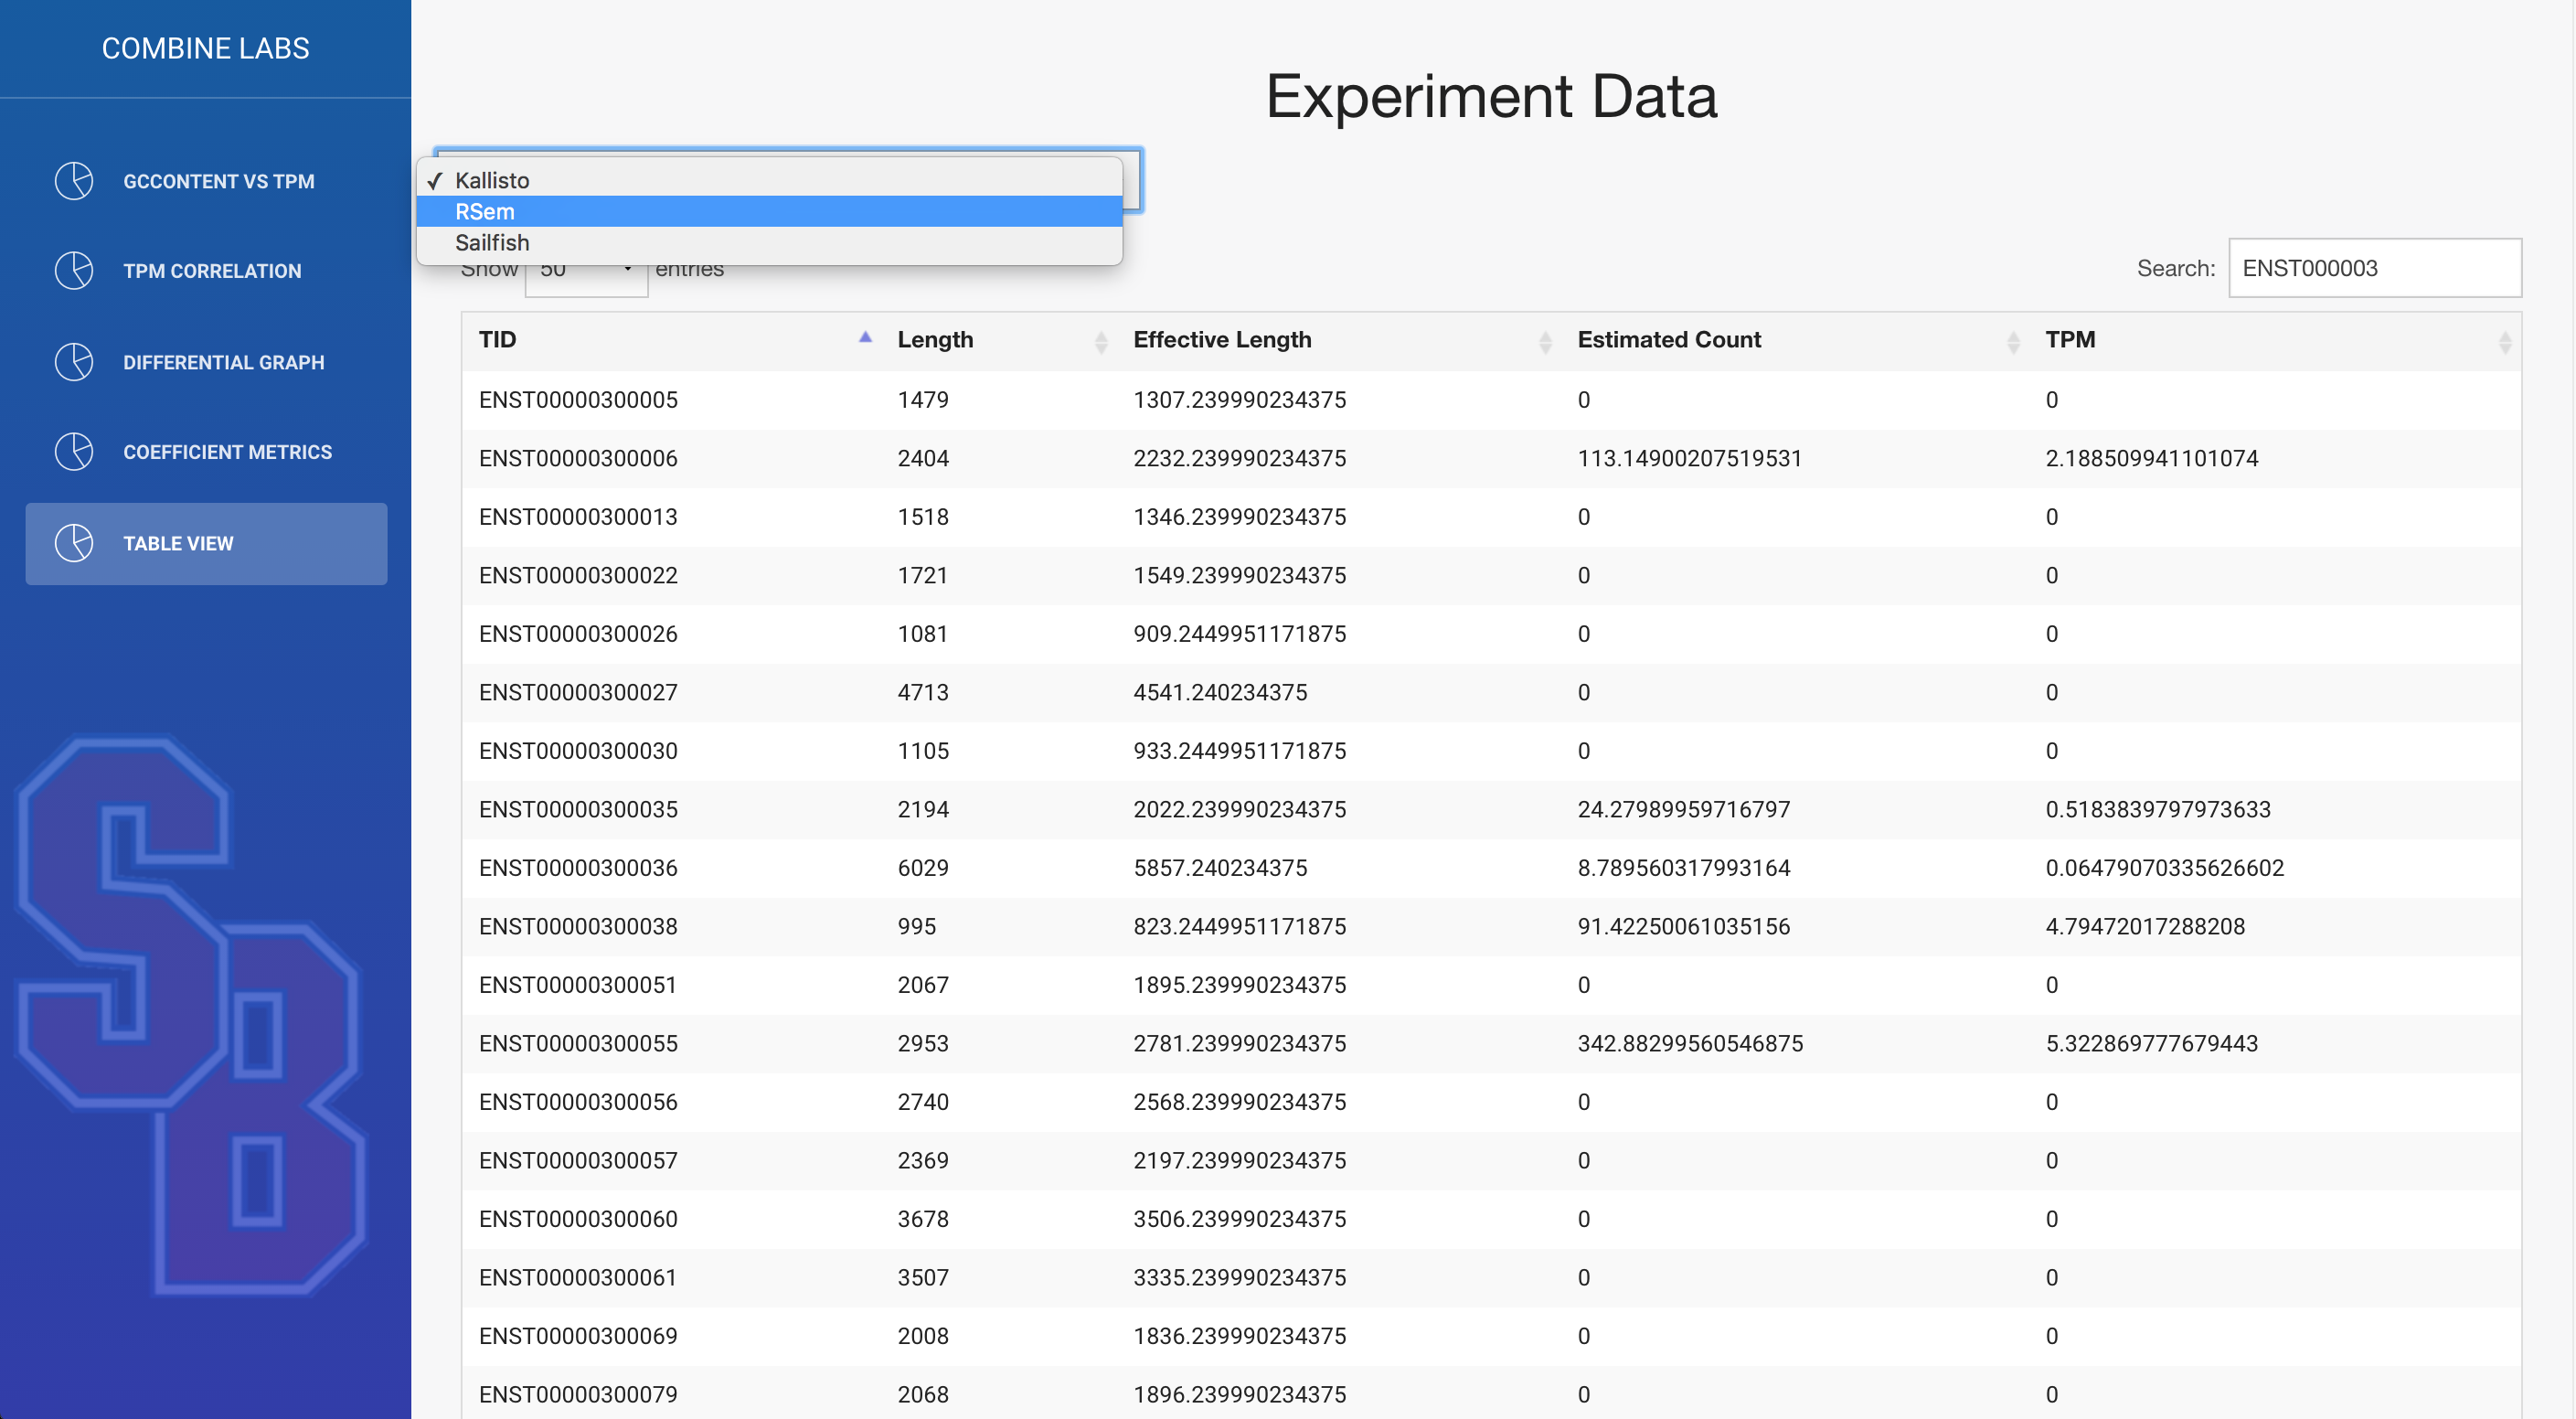 COMBINE LABS
GCCONTENT VS TPM
TPM CORRELATION
DIFFERENTIAL GRAPH
COEFFICIENT METRICS
TABLE VIEW
SB
Experiment Data
✓ Kallisto
RSem
Sailfish
Show 50 entries
Search: ENST000003
TID Length Effective Length Estimated Count TPM
ENST00000300005 1479 1307.239990234375 0 0
ENST00000300006 2404 2232.239990234375 113.14900207519531 2.188509941101074
ENST00000300013 1518 1346.239990234375 0 0
ENST00000300022 1721 1549.239990234375 0 0
ENST00000300026 1081 909.2449951171875 0 0
ENST00000300027 4713 4541.240234375 0 0
ENST00000300030 1105 933.2449951171875 0 0
ENST00000300035 2194 2022.239990234375 24.27989959716797 0.5183839797973633
ENST00000300036 6029 5857.240234375 8.789560317993164 0.06479070335626602
ENST00000300038 995 823.2449951171875 91.42250061035156 4.79472017288208
ENST00000300051 2067 1895.239990234375 0 0
ENST00000300055 2953 2781.239990234375 342.88299560546875 5.322869777679443
ENST00000300056 2740 2568.239990234375 0 0
ENST00000300057 2369 2197.239990234375 0 0
ENST00000300060 3678 3506.239990234375 0 0
ENST00000300061 3507 3335.239990234375 0 0
ENST00000300069 2008 1836.239990234375 0 0
ENST00000300079 2068 1896.239990234375 0 0